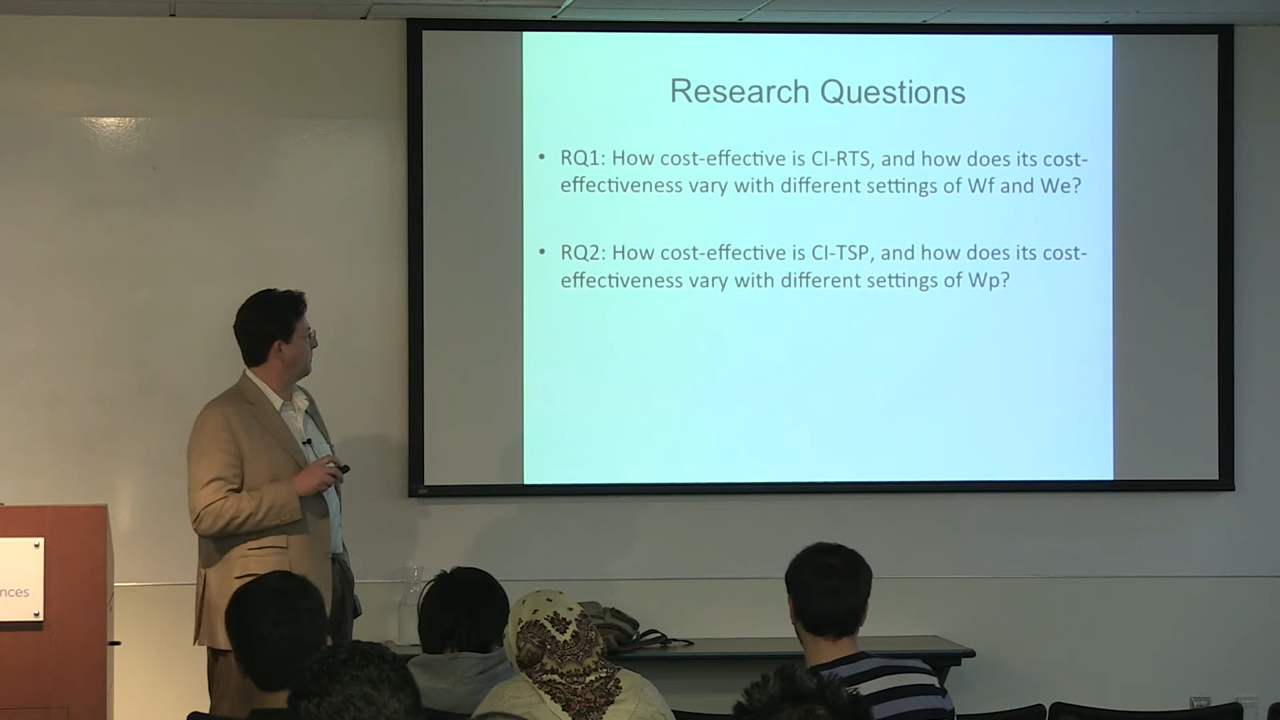 Research Questions
• RQ1: How cost-effective is CI-RTS, and how does its cost-
effectiveness vary with different settings of Wf and We?
• RQ2: How cost-effective is CI-TSP, and how does its cost-
effectiveness vary with different settings of Wp?
nces